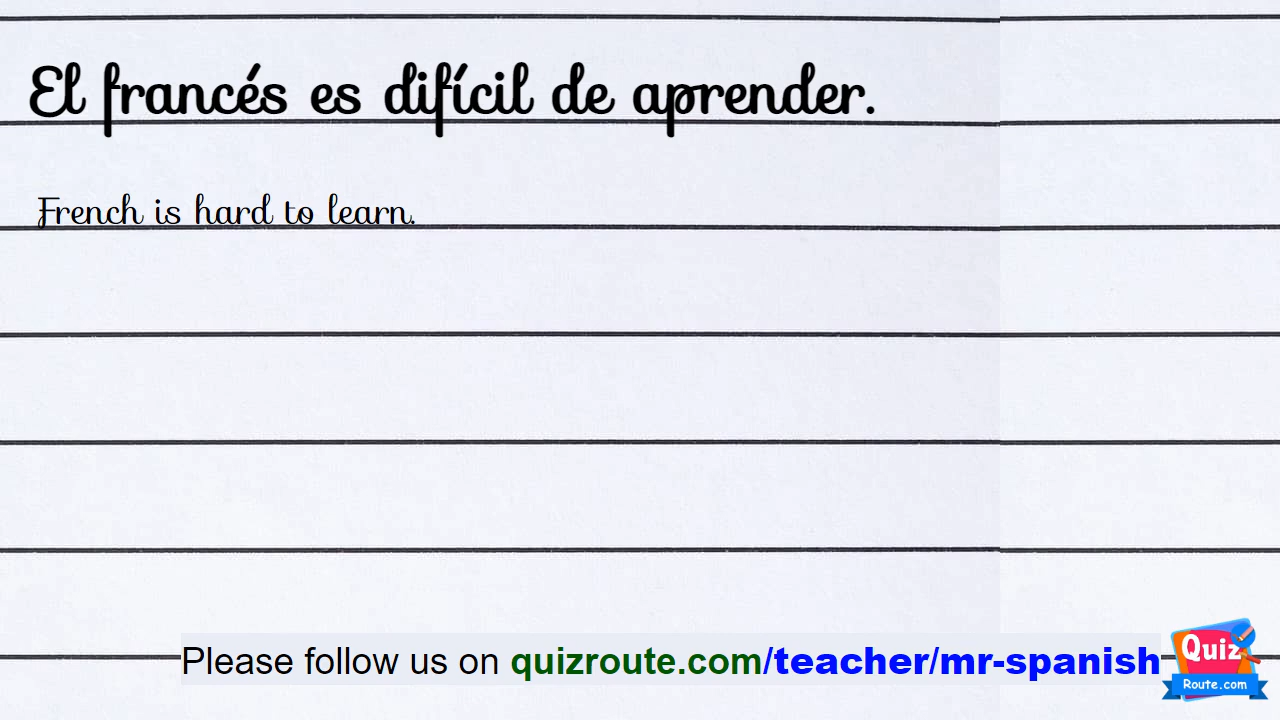 El francés es difícil de aprender.
French is hard to learn.
Please follow us on quizroute.com/teacher/mr-spanish
Quiz
Route.com